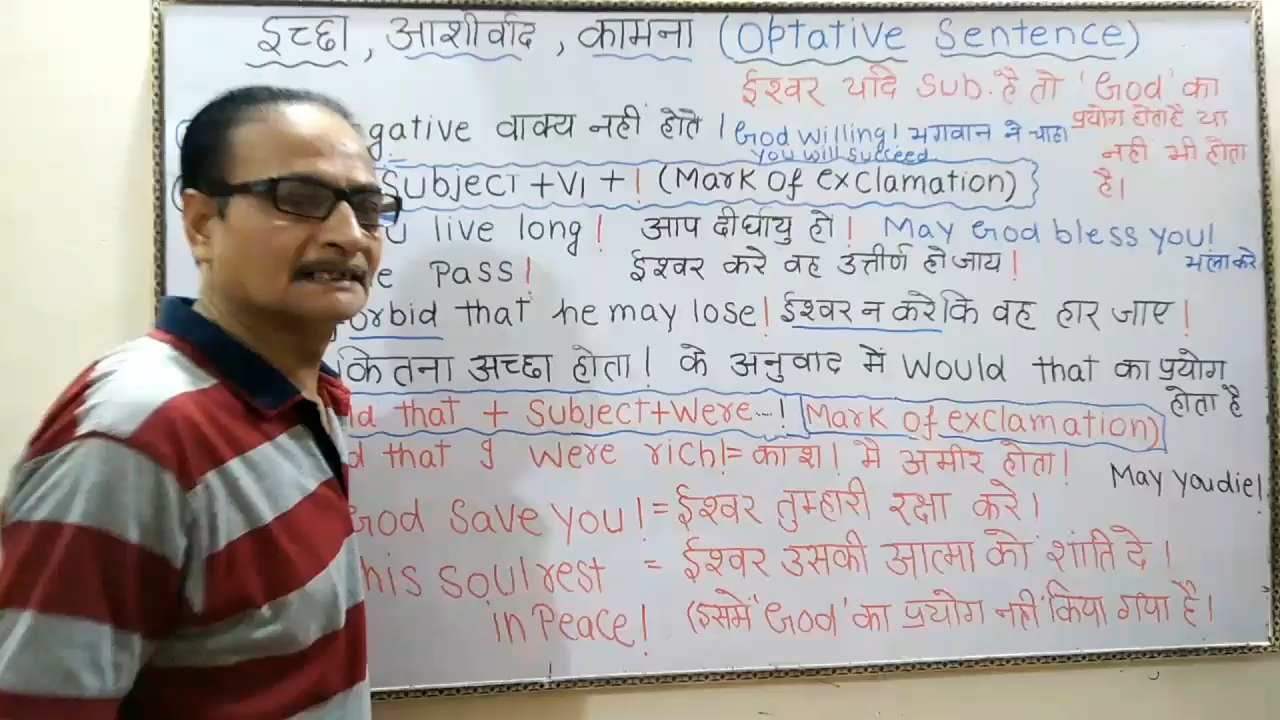 इच्छा, आशीर्वाद, कामना (Optative Sentence)
ईश्वर यदि Sub. है तो 'God' का
प्रयोग होता है या
नहीं भी होता
है।
gative वाक्य नहीं होते। God willing! भगवान ने चाहा
You will succeed
Subject + V1 + ! (Mark of exclamation)
live long! आप दीर्घायु हो! May God bless you!
भला करे
e pass! ईश्वर करे वह उत्तीर्ण हो जाय!
orbid that he may lose! ईश्वर न करे कि वह हार जाए!
कितना अच्छा होता! के अनुवाद में Would that का प्रयोग
होता है
d that + Subject + Were ...! Mark of exclamation)
d that I were rich! = काश! मैं अमीर होता!
May you die!
God save you! = ईश्वर तुम्हारी रक्षा करे।
his soul rest = ईश्वर उसकी आत्मा को शांति दे।
in Peace! (इसमें 'God' का प्रयोग नहीं किया गया है।